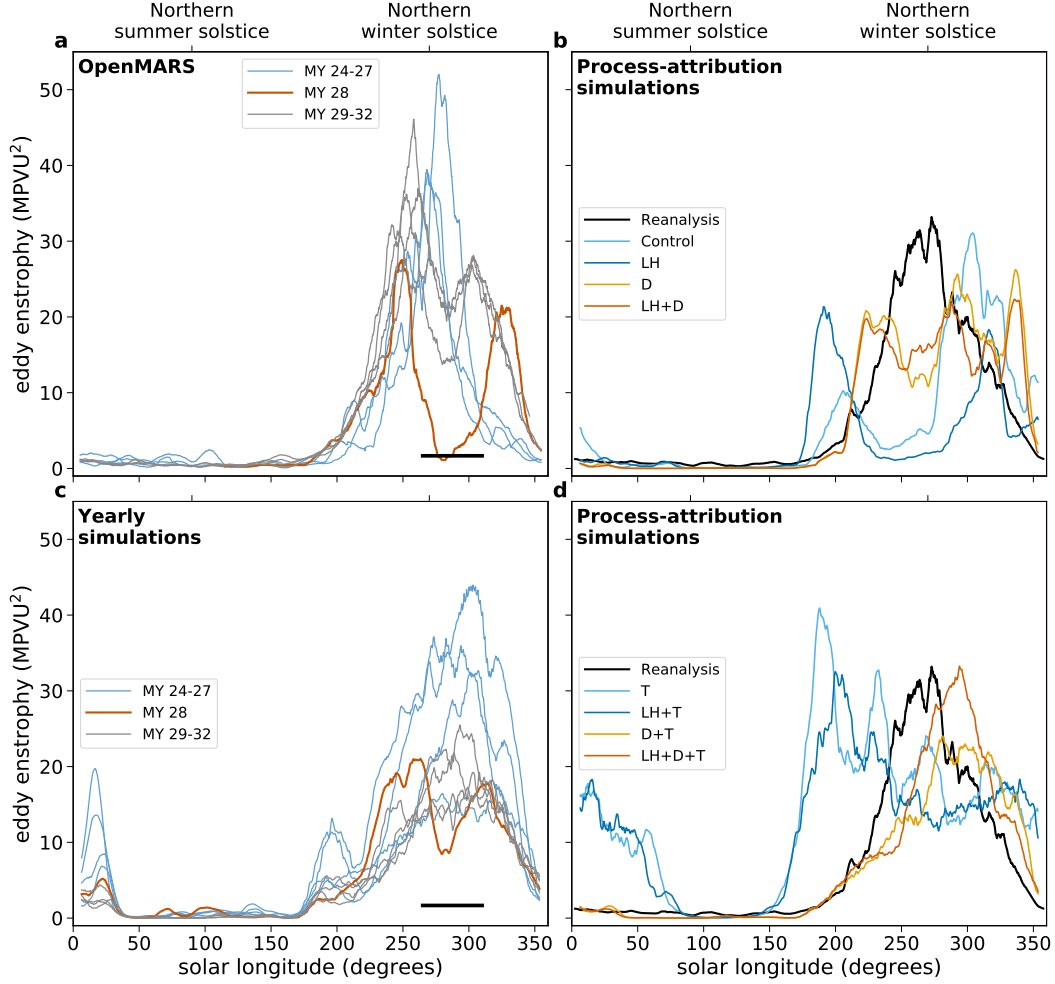 Northern
summer solstice
Northern
winter solstice
Northern
summer solstice
Northern
winter solstice
a
OpenMARS
MY 24-27
MY 28
MY 29-32
eddy enstrophy (MPVU²)
50
40
30
20
10
0
b
Process-attribution
simulations
Reanalysis
Control
LH
D
LH+D
c
Yearly
simulations
MY 24-27
MY 28
MY 29-32
eddy enstrophy (MPVU²)
50
40
30
20
10
0
0
50
100
150
200
250
300
350
solar longitude (degrees)
d
Process-attribution
simulations
Reanalysis
T
LH+T
D+T
LH+D+T
0
50
100
150
200
250
300
350
solar longitude (degrees)